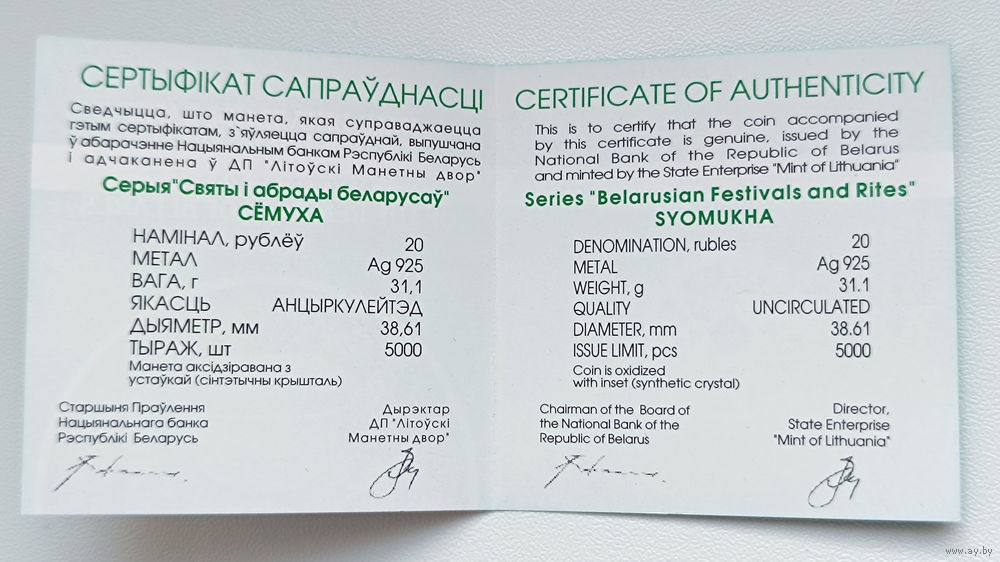 СЕРТЫФІКАТ САПРАЎДНАСЦІ
Сведчыцца, што манета, якая суправаджаецца
гэтым сертыфікатам, з`яўляецца сапраўднай, выпушчана
ў абарачэнне Нацыянальным банкам Рэспублікі Беларусь
і адчаканена ў ДП "Літоўскі Манетны двор"
Серыя"Святы і абрады беларусаў"
СЁМУХА
НАМІНАЛ, рублёў 20
МЕТАЛ Ag 925
ВАГА, г 31,1
ЯКАСЦЬ АНЦЫРКУЛЕЙТЭД
ДЫЯМЕТР, мм 38,61
ТЫРАЖ, шт 5000
Манета аксідзіравана з
устаўкай (сінтэтычны крышталь)
Старшыня Праўлення
Нацыянальнага банка
Рэспублікі Беларусь
Дырэктар
ДП "Літоўскі
Манетны двор"
CERTIFICATE OF AUTHENTICITY
This is to certify that the coin accompanied
by this certificate is genuine, issued by the
National Bank of the Republic of Belarus
and minted by the State Enterprise "Mint of Lithuania"
Series "Belarusian Festivals and Rites"
SYOMUKHA
DENOMINATION, rubles 20
METAL Ag 925
WEIGHT, g 31.1
QUALITY UNCIRCULATED
DIAMETER, mm 38.61
ISSUE LIMIT, pcs 5000
Coin is oxidized
with inset (synthetic crystal)
Chairman of the Board of
the National Bank of the
Republic of Belarus
Director,
State Enterprise
"Mint of Lithuania"
www.ay.by